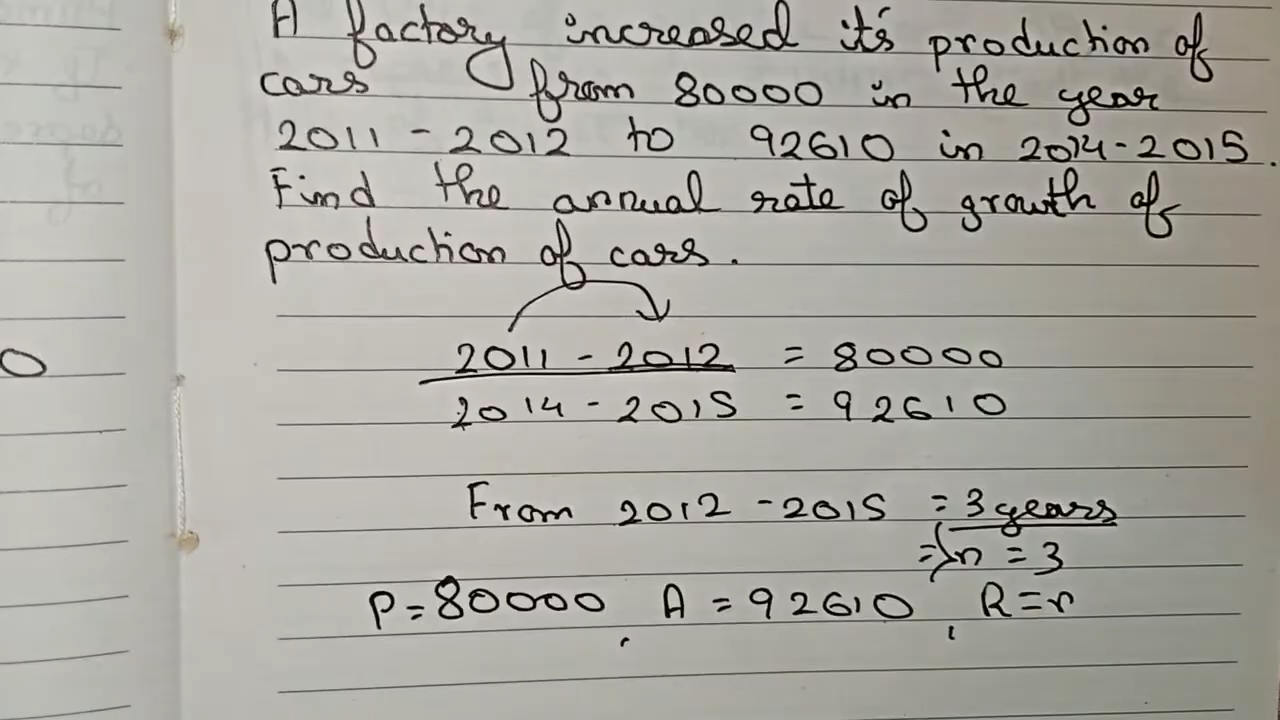 A factory increased it's production of
cars from 80000 in the year
2011 - 2012 to 92610 in 2014 - 2015.
Find the annual rate of growth of
production of cars.
2011 - 2012 = 80000
2014 - 2015 = 92610
From 2012 - 2015 = 3 years
⇒ n = 3
P = 80000, A = 92610, R = r